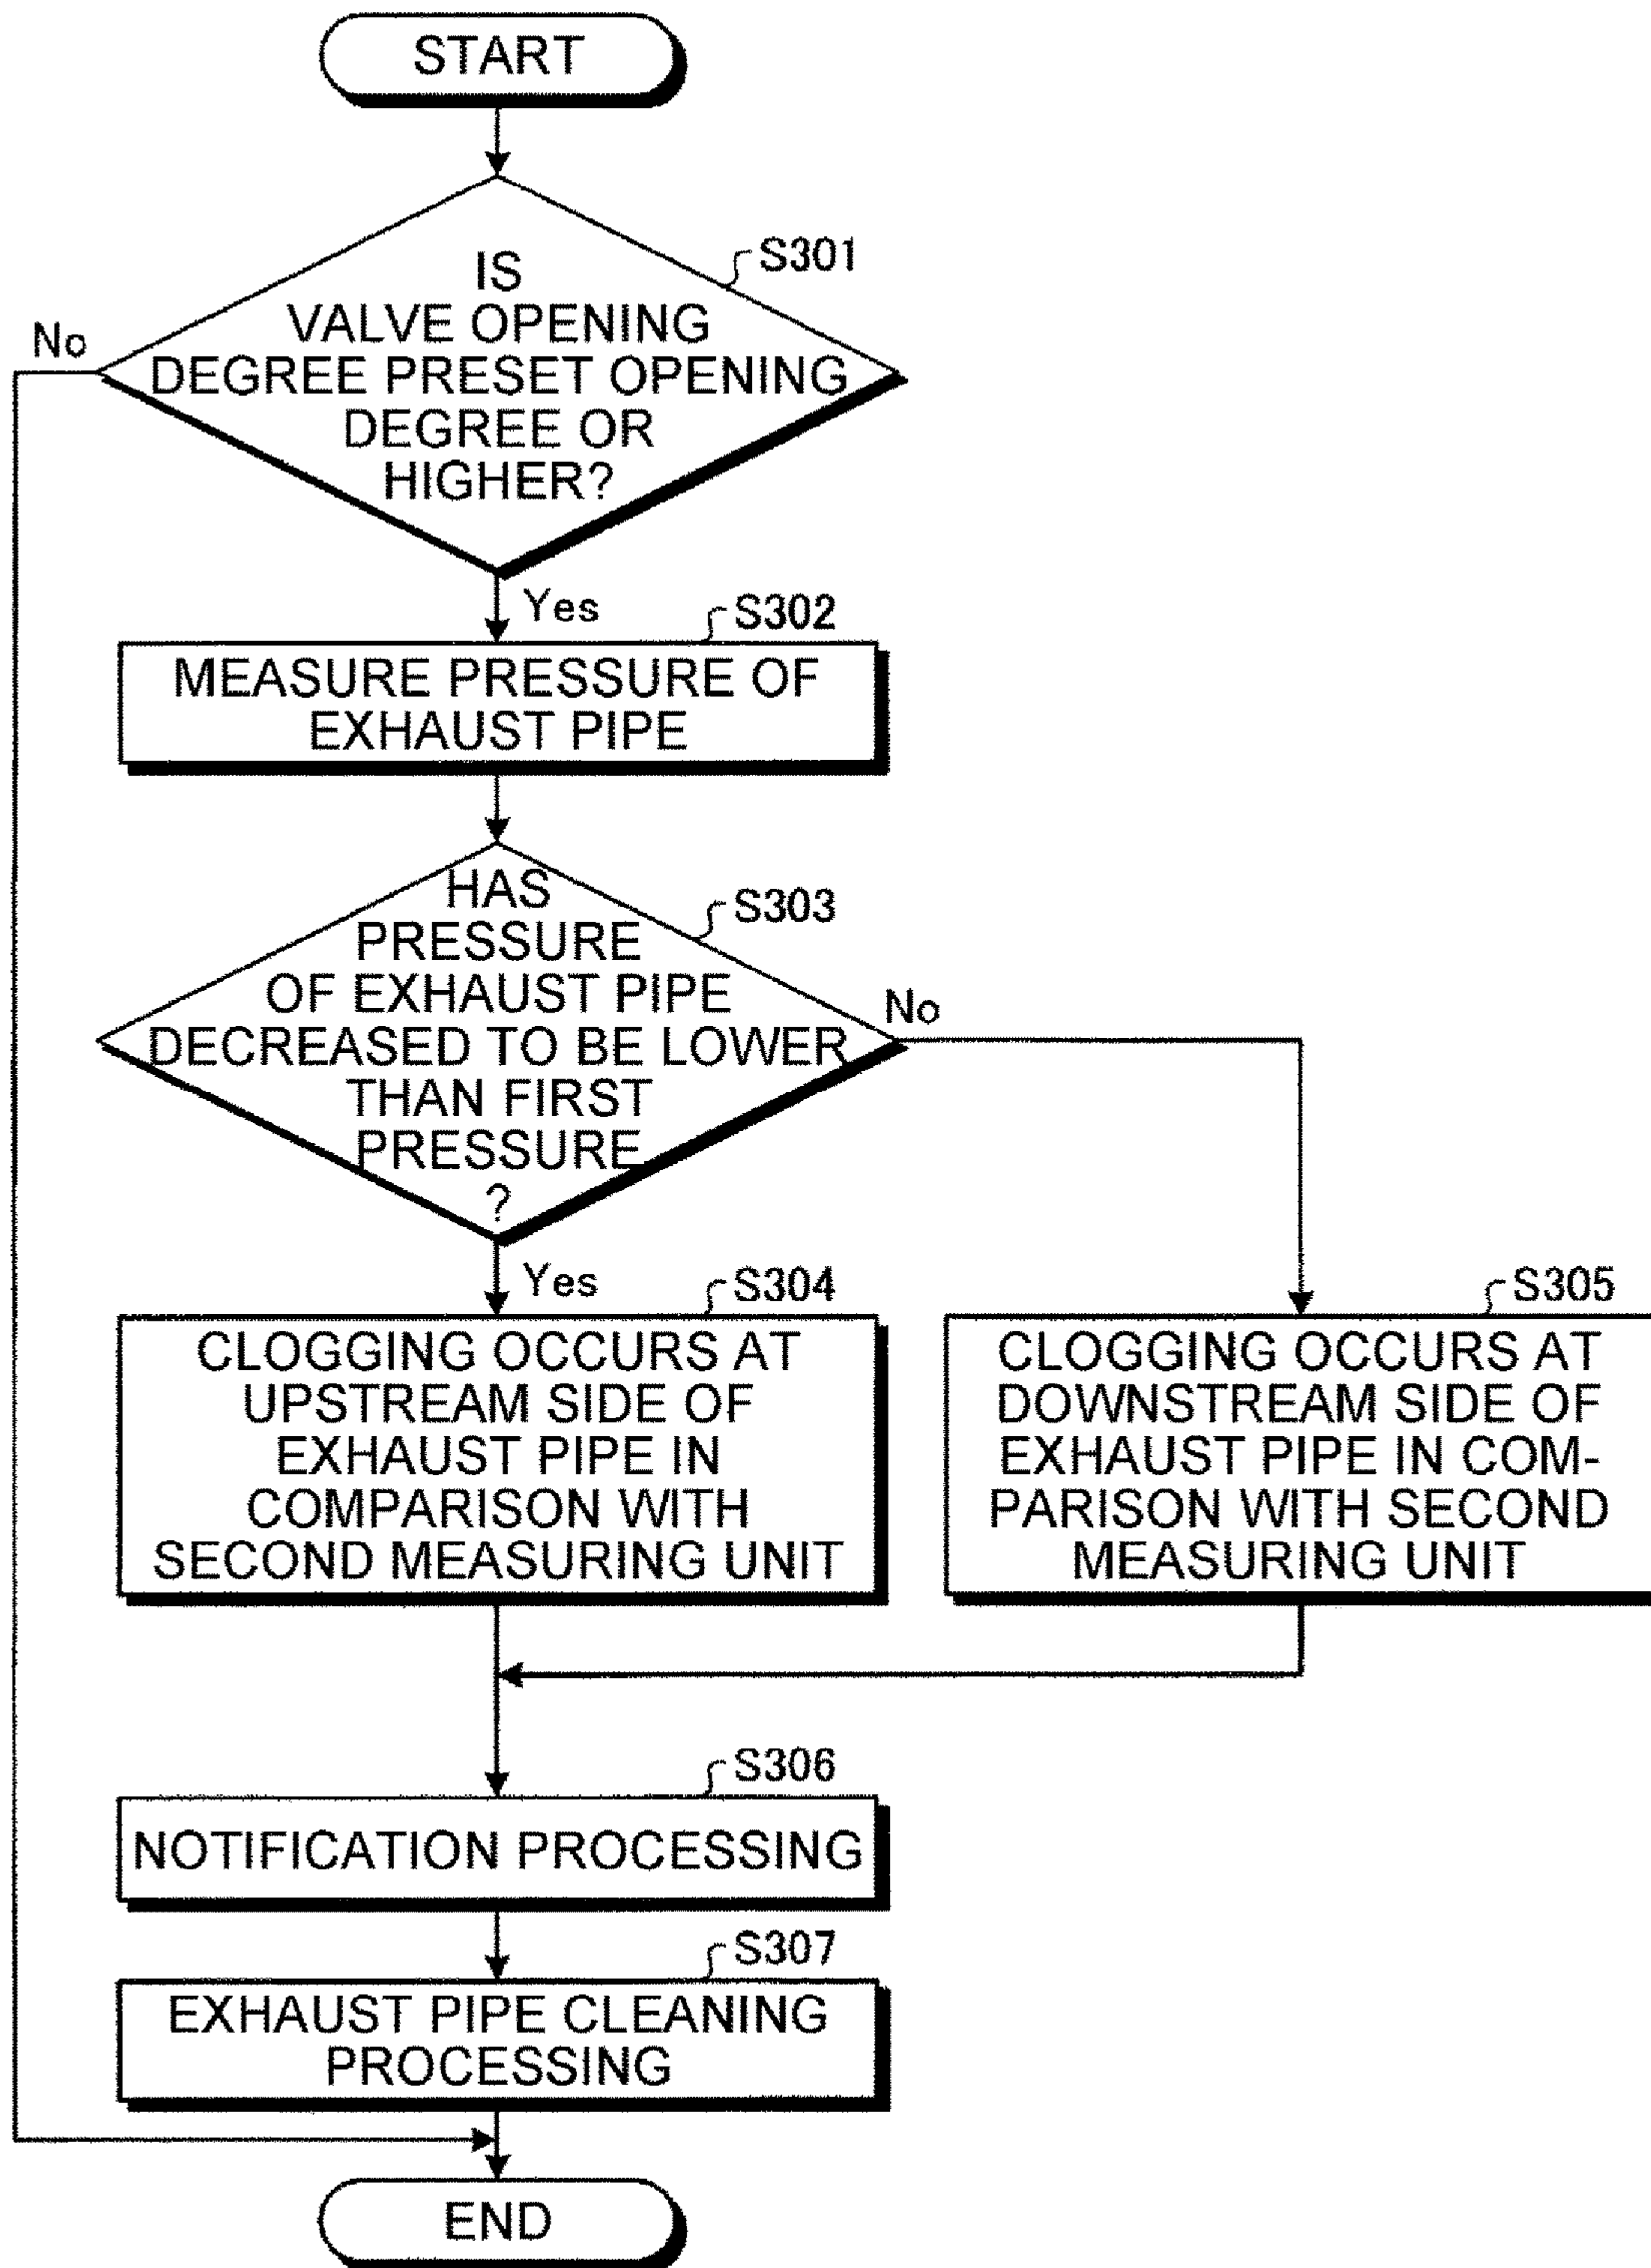 START
S301
IS
VALVE OPENING
DEGREE PRESET OPENING
DEGREE OR
HIGHER?
No
Yes
S302
MEASURE PRESSURE OF
EXHAUST PIPE
S303
HAS
PRESSURE
OF EXHAUST PIPE
DECREASED TO BE LOWER
THAN FIRST
PRESSURE
?
No
Yes
S304
CLOGGING OCCURS AT
UPSTREAM SIDE OF
EXHAUST PIPE IN
COMPARISON WITH
SECOND MEASURING UNIT
S305
CLOGGING OCCURS AT
DOWNSTREAM SIDE OF
EXHAUST PIPE IN COM-
PARISON WITH SECOND
MEASURING UNIT
S306
NOTIFICATION PROCESSING
S307
EXHAUST PIPE CLEANING
PROCESSING
END